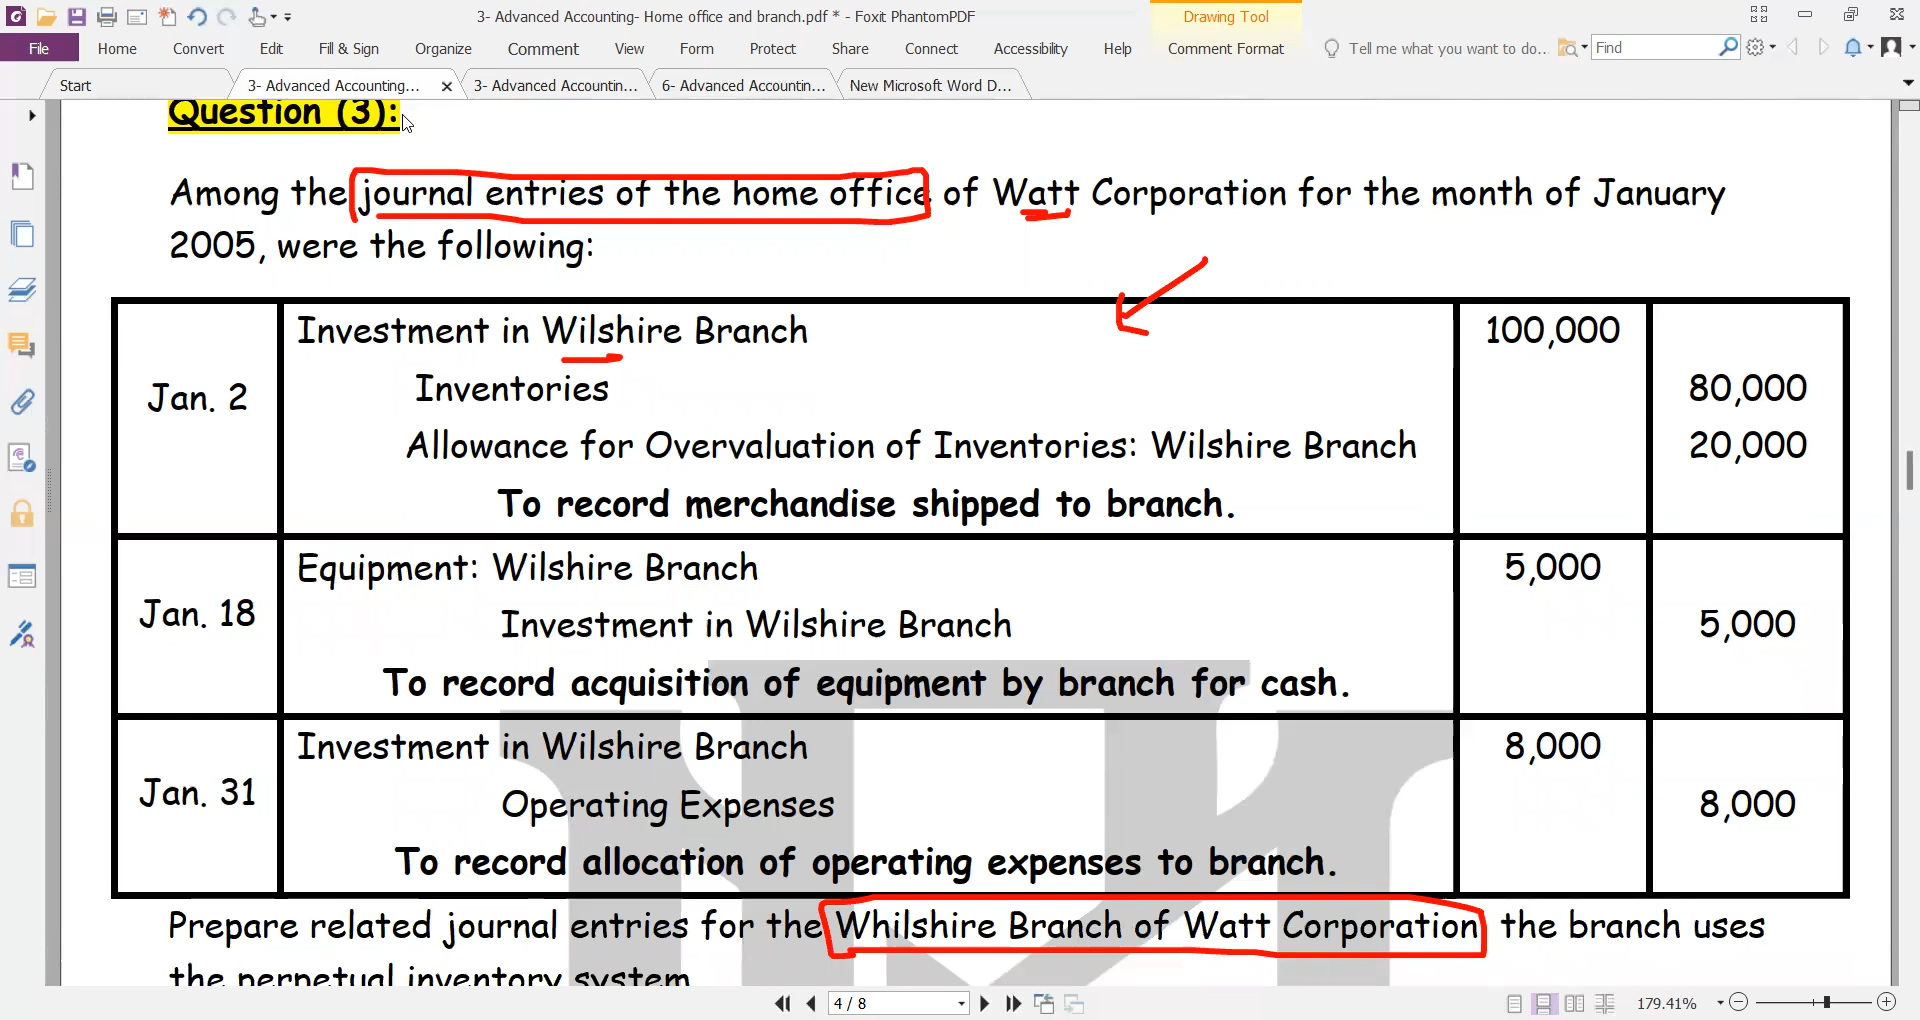 3- Advanced Accounting- Home office and branch.pdf * - Foxit PhantomPDF
Drawing Tool
File Home Convert Edit Fill & Sign Organize Comment View Form Protect Share Connect Accessibility Help Comment Format Tell me what you want to do... Find
Start 3- Advanced Accounting... 3- Advanced Accountin... 6- Advanced Accountin... New Microsoft Word D...
Question (3):
Among the journal entries of the home office of Watt Corporation for the month of January
2005, were the following:
Investment in Wilshire Branch 100,000
Jan. 2
Inventories 80,000
Allowance for Overvaluation of Inventories: Wilshire Branch 20,000
To record merchandise shipped to branch.
Equipment: Wilshire Branch 5,000
Jan. 18
Investment in Wilshire Branch 5,000
To record acquisition of equipment by branch for cash.
Investment in Wilshire Branch 8,000
Jan. 31
Operating Expenses 8,000
To record allocation of operating expenses to branch.
Prepare related journal entries for the Whilshire Branch of Watt Corporation the branch uses
the perpetual inventory system
4 / 8
179.41%